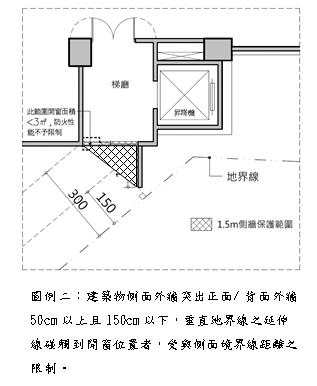 梯廳
昇降機
此範圍開窗面積
<3㎡，防火性
能不予限制
地界線
300
150
1.5m側牆保護範圍
圖例二：建築物側面外牆突出正面/背面外牆
50cm以上且150cm以下，垂直地界線之延伸
線碰觸到開窗位置者，受與側面境界線距離之
限制。